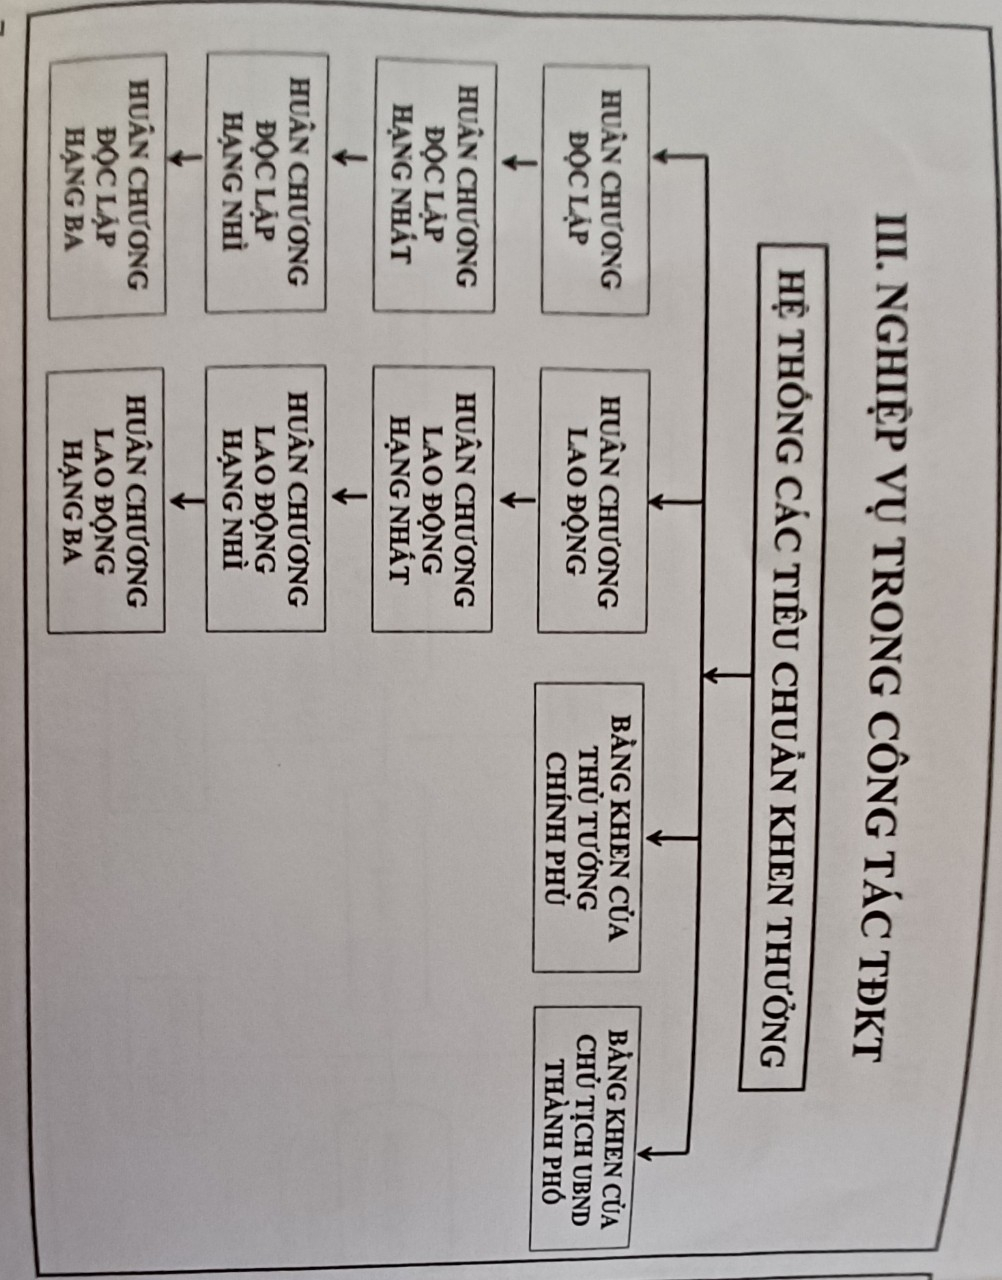 III. NGHIỆP VỤ TRONG CÔNG TÁC TĐKT
HỆ THỐNG CÁC TIÊU CHUẨN KHEN THƯỞNG
HUÂN CHƯƠNG
ĐỘC LẬP
HUÂN CHƯƠNG
LAO ĐỘNG
BẰNG KHEN CỦA
THỦ TƯỚNG
CHÍNH PHỦ
BẰNG KHEN CỦA
CHỦ TỊCH UBND
THÀNH PHỐ
HUÂN CHƯƠNG
ĐỘC LẬP
HẠNG NHẤT
HUÂN CHƯƠNG
LAO ĐỘNG
HẠNG NHẤT
HUÂN CHƯƠNG
ĐỘC LẬP
HẠNG NHÌ
HUÂN CHƯƠNG
LAO ĐỘNG
HẠNG NHÌ
HUÂN CHƯƠNG
ĐỘC LẬP
HẠNG BA
HUÂN CHƯƠNG
LAO ĐỘNG
HẠNG BA